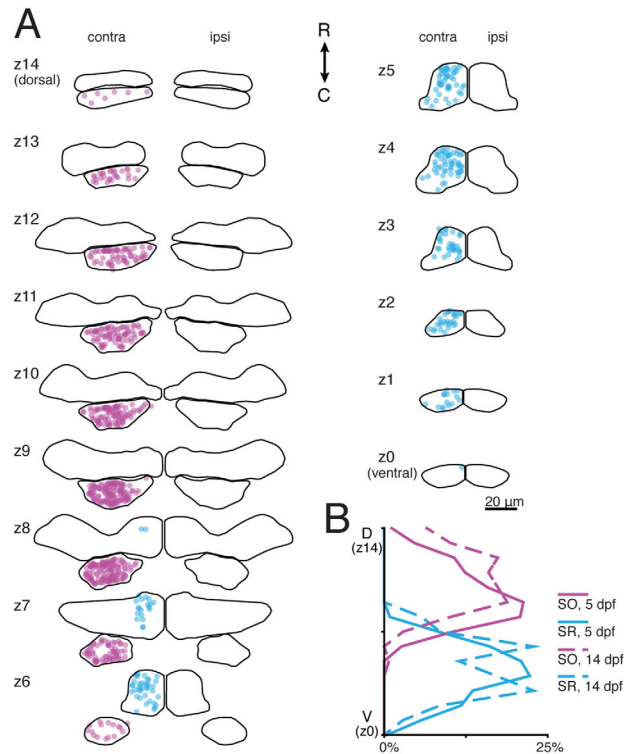 A
contra
ipsi
R
C
z14
(dorsal)
z13
z12
z11
z10
z9
z8
z7
z6
contra
ipsi
z5
z4
z3
z2
z1
z0
(ventral)
20 µm
B
D
(z14)
V
(z0)
0%
25%
SO, 5 dpf
SR, 5 dpf
SO, 14 dpf
SR, 14 dpf